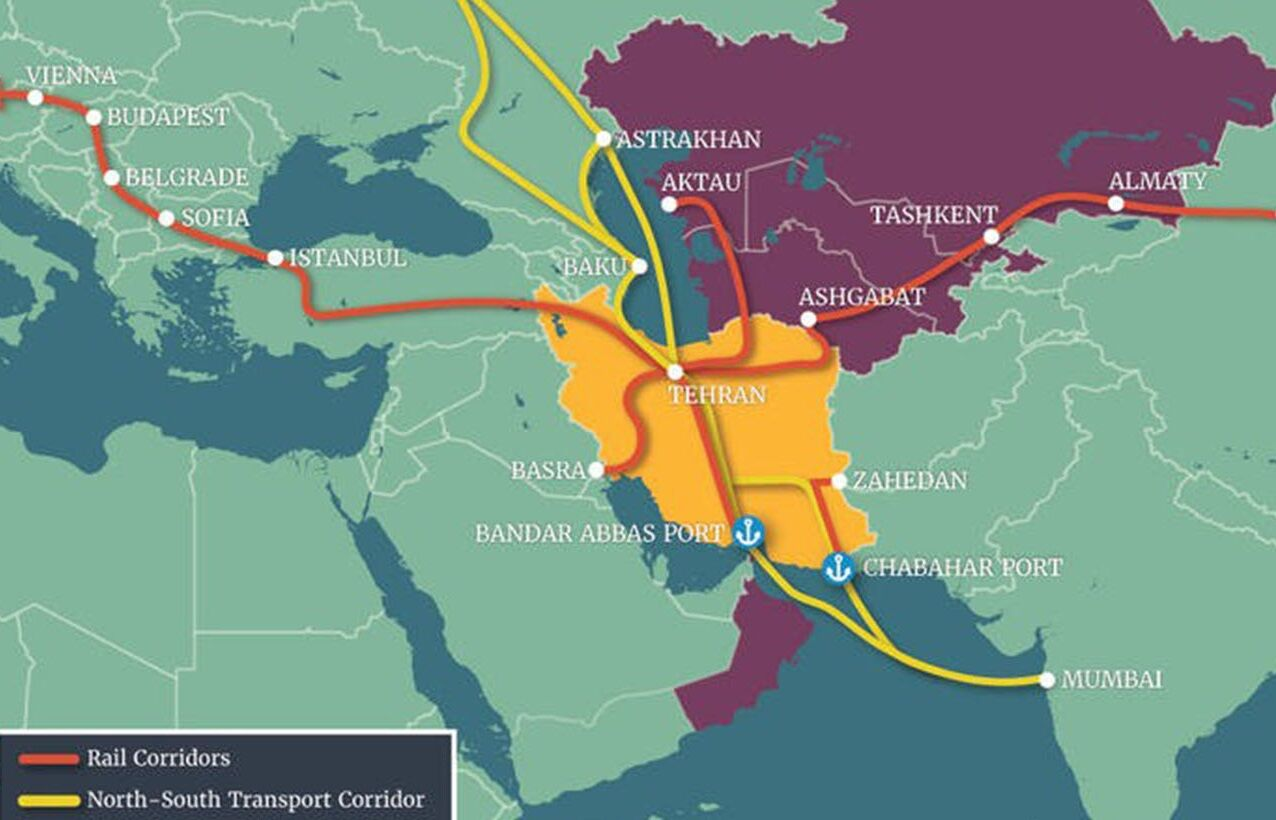 VIENNA
BUDAPEST
ASTRAKHAN
BELGRADE
AKTAU
ALMATY
SOFIA
TASHKENT
ISTANBUL
BAKU
ASHGABAT
TEHRAN
BASRA
ZAHEDAN
BANDAR ABBAS PORT
CHABAHAR PORT
MUMBAI
Rail Corridors
North-South Transport Corridor